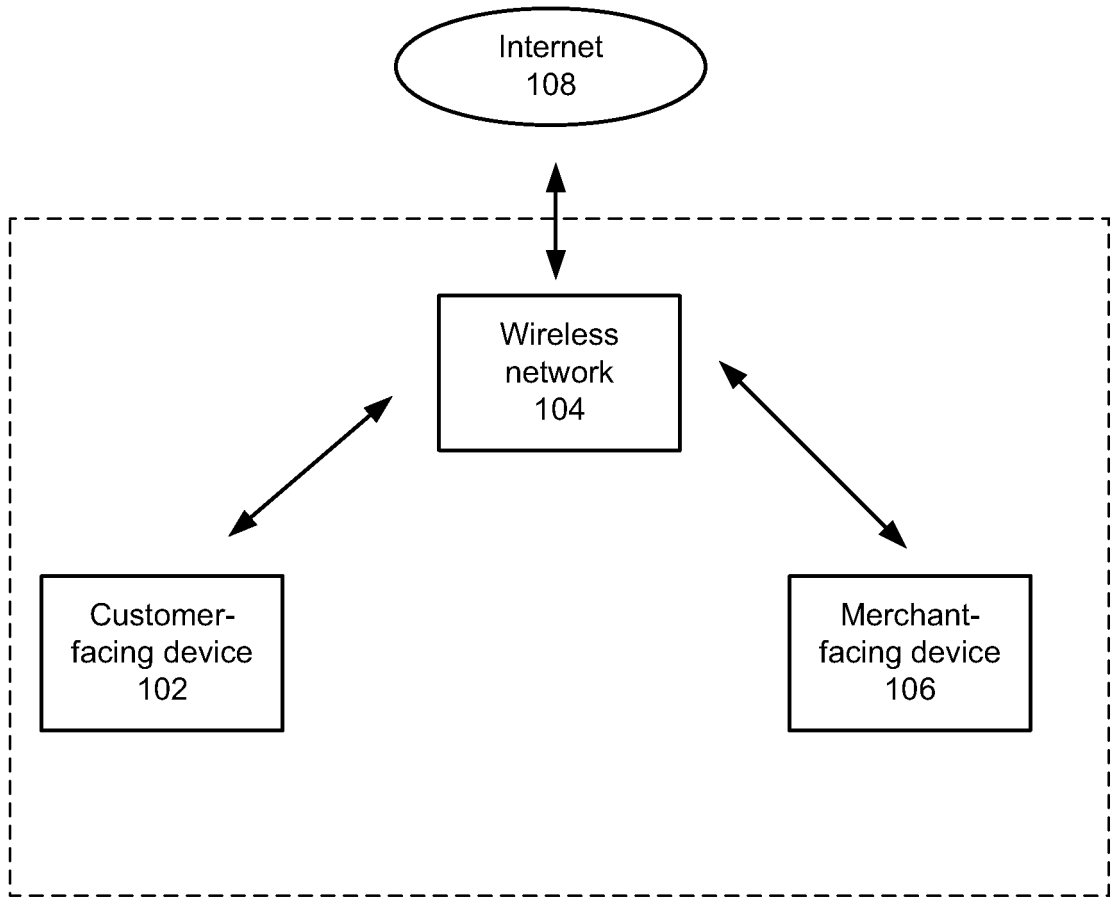 Internet
108
Wireless
network
104
Customer-
facing device
102
Merchant-
facing device
106